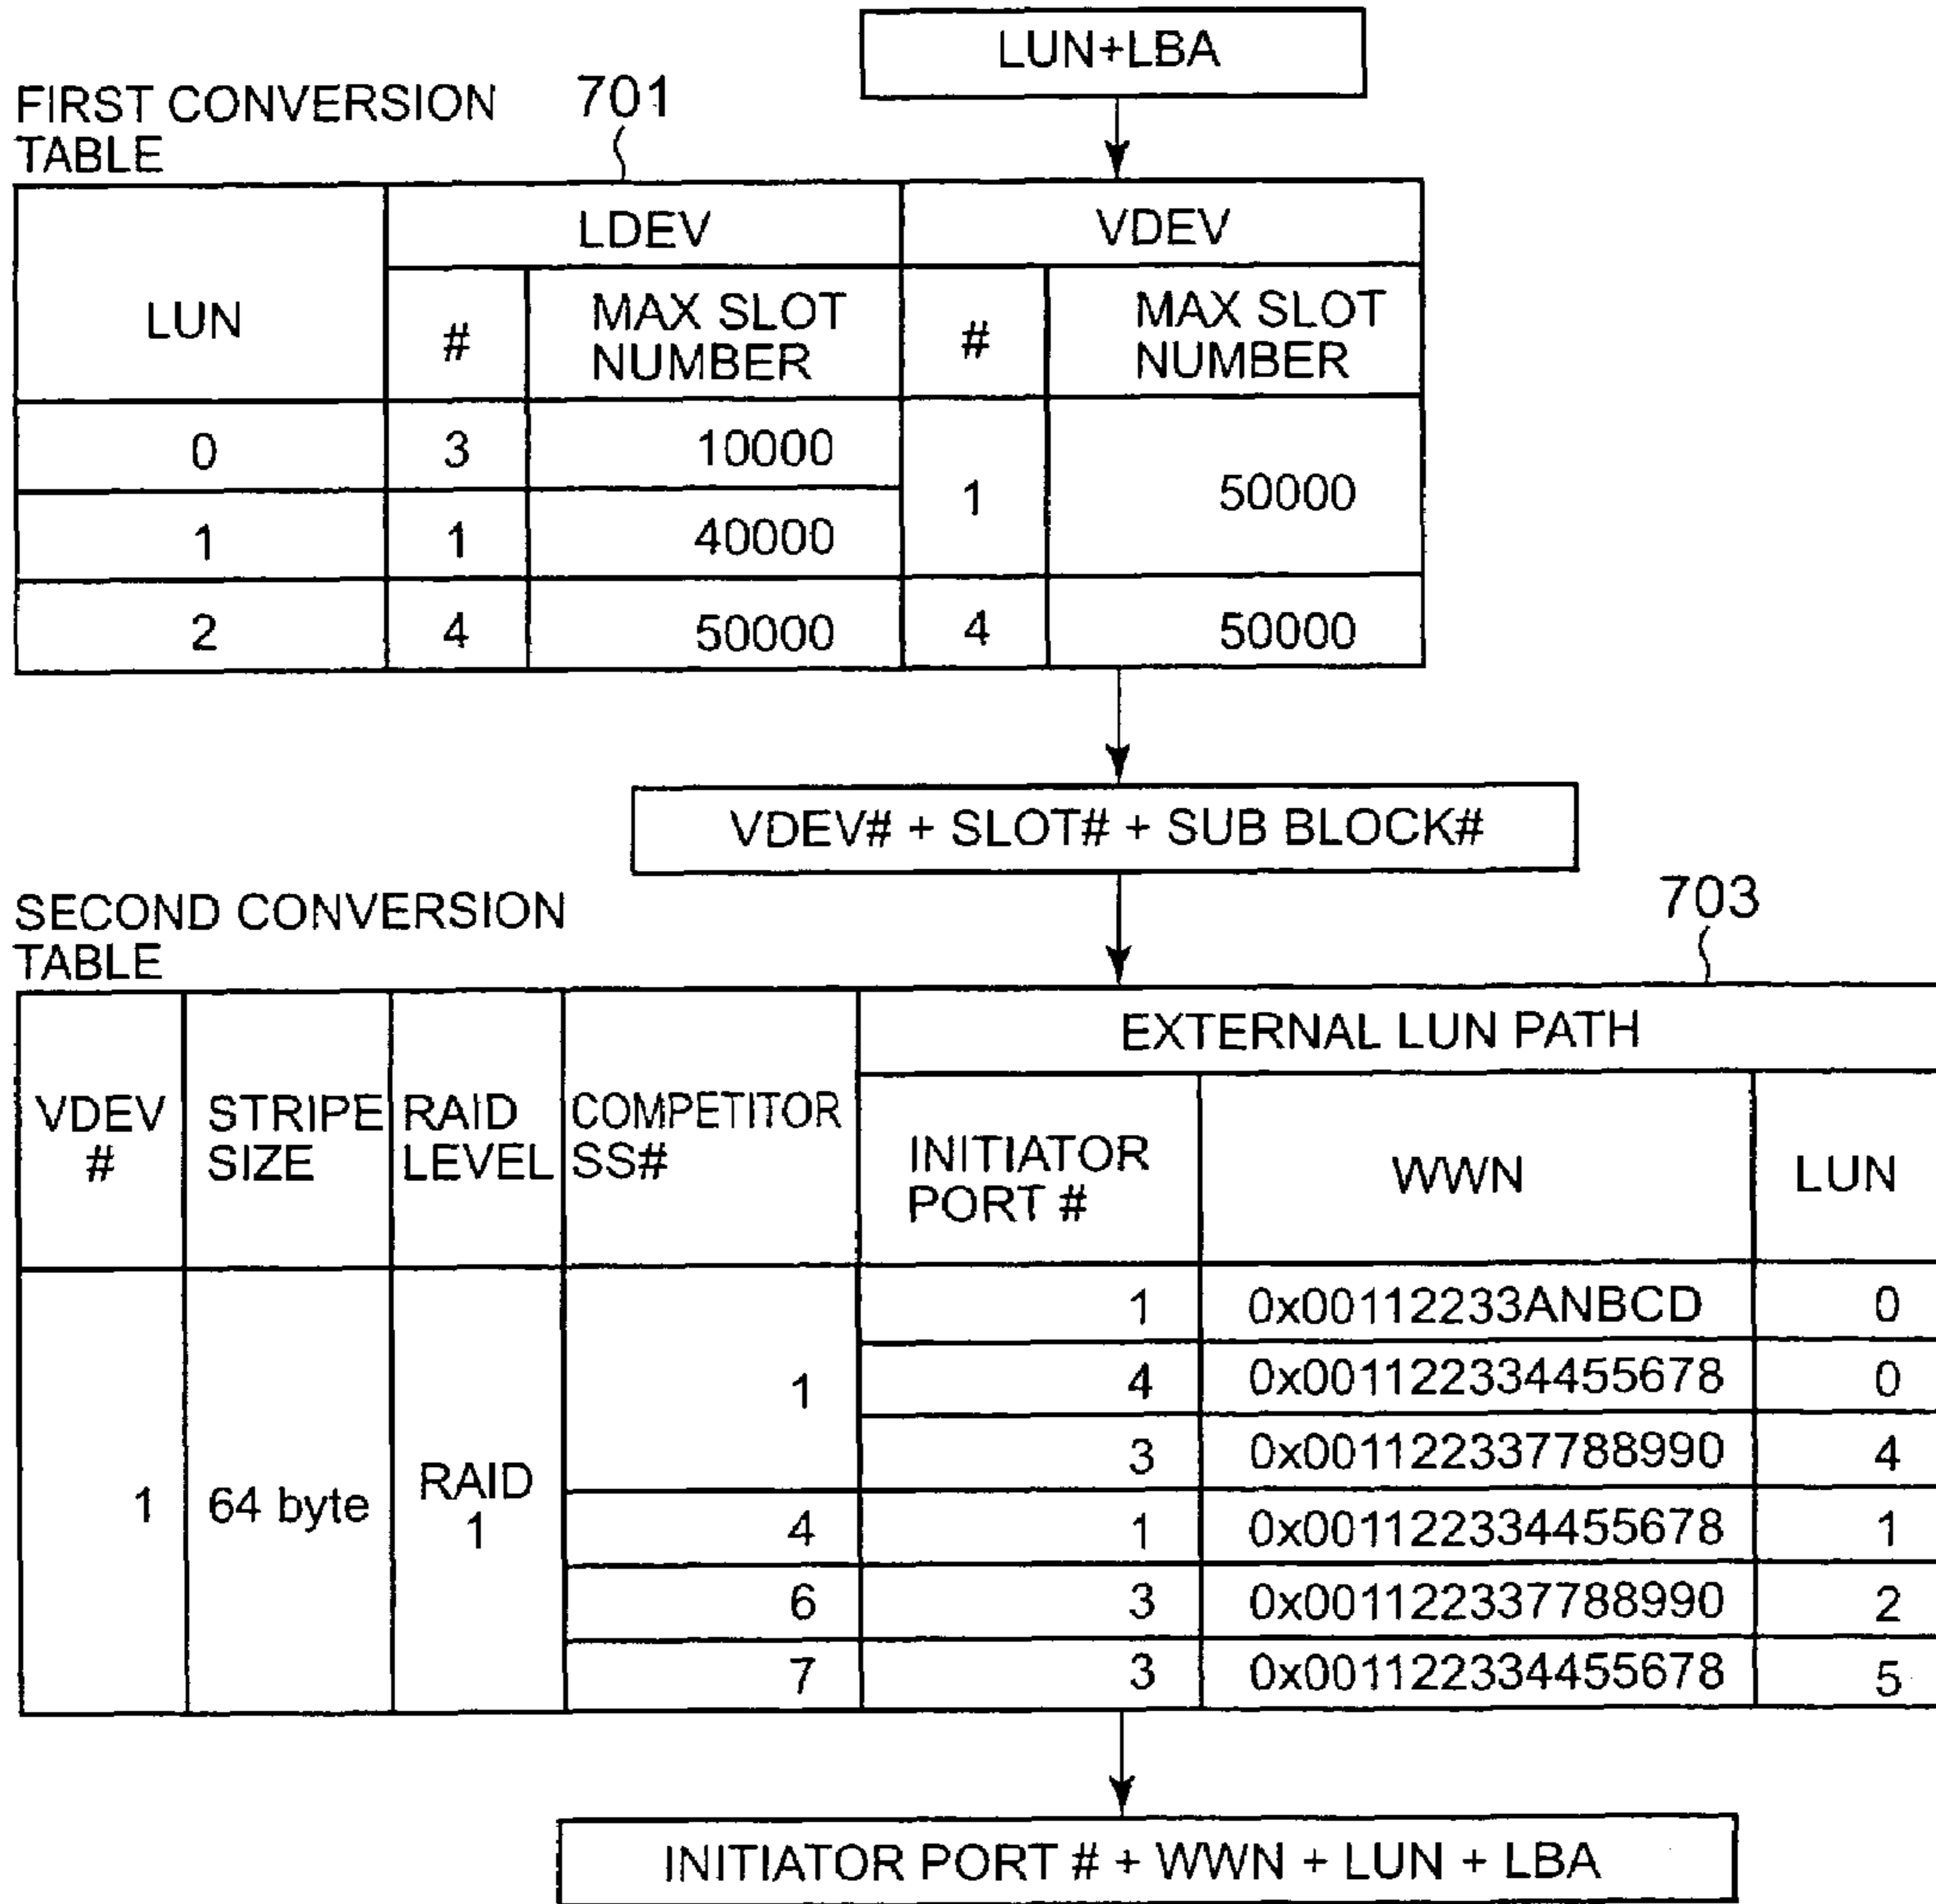 LUN+LBA
FIRST CONVERSION
TABLE
701
LUN
LDEV
VDEV
#
MAX SLOT
NUMBER
#
MAX SLOT
NUMBER
0 3 10000 1 50000
1 1 40000
2 4 50000 4 50000
VDEV# + SLOT# + SUB BLOCK#
SECOND CONVERSION
TABLE
703
VDEV
#
STRIPE
SIZE
RAID
LEVEL
COMPETITOR
SS#
EXTERNAL LUN PATH
INITIATOR
PORT #
WWN
LUN
1
64 byte
RAID
1
1
1 0x00112233ANBCD 0
4 0x001122334455678 0
3 0x001122337788990 4
4 1 0x001122334455678 1
6 3 0x001122337788990 2
7 3 0x001122334455678 5
INITIATOR PORT # + WWN + LUN + LBA